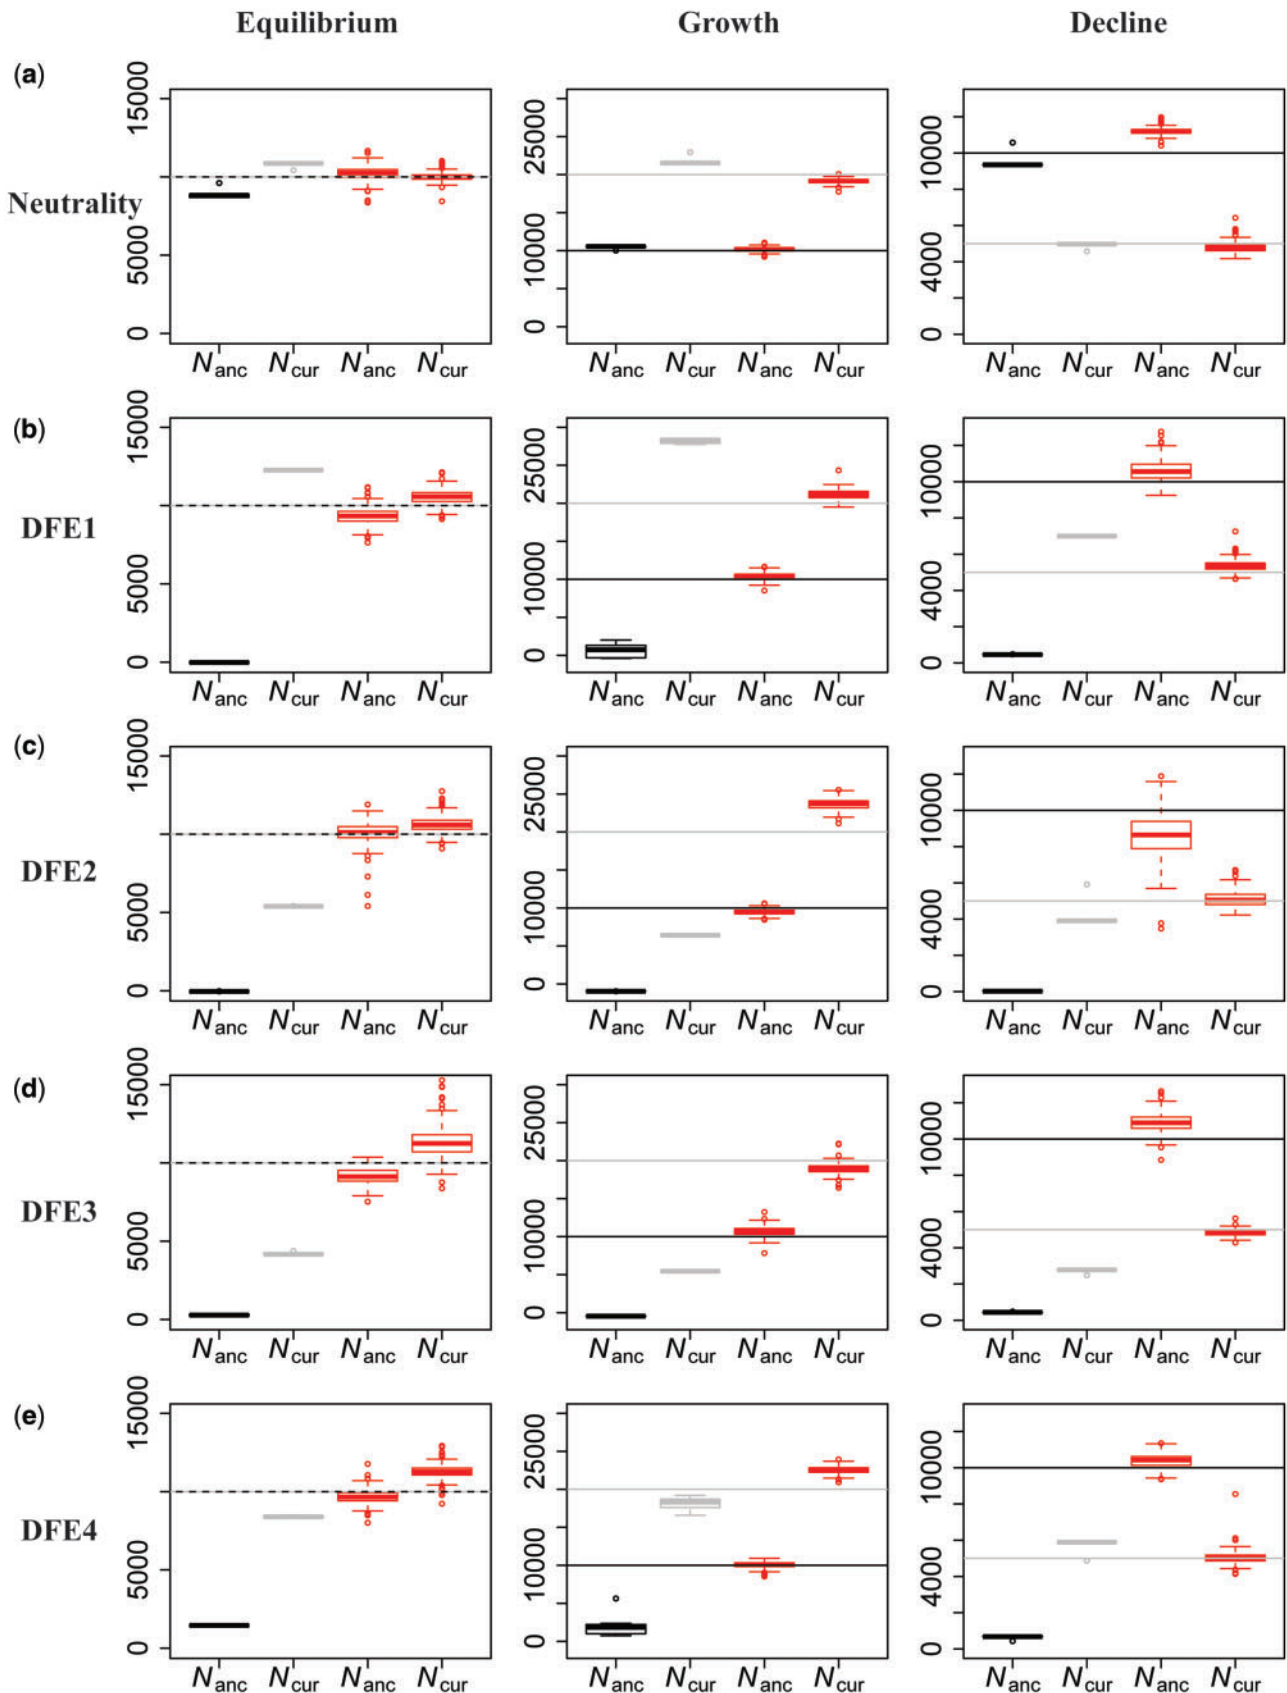 Equilibrium Growth Decline
(a)
Neutrality
15000 5000 0
25000 10000 0
10000 4000 0
Nanc Ncur Nanc Ncur Nanc Ncur Nanc Ncur Nanc Ncur Nanc Ncur
(b)
DFE1
15000 5000 0
25000 10000 0
10000 4000 0
Nanc Ncur Nanc Ncur Nanc Ncur Nanc Ncur Nanc Ncur Nanc Ncur
(c)
DFE2
15000 5000 0
25000 10000 0
10000 4000 0
Nanc Ncur Nanc Ncur Nanc Ncur Nanc Ncur Nanc Ncur Nanc Ncur
(d)
DFE3
15000 5000 0
25000 10000 0
10000 4000 0
Nanc Ncur Nanc Ncur Nanc Ncur Nanc Ncur Nanc Ncur Nanc Ncur
(e)
DFE4
15000 5000 0
25000 10000 0
10000 4000 0
Nanc Ncur Nanc Ncur Nanc Ncur Nanc Ncur Nanc Ncur Nanc Ncur